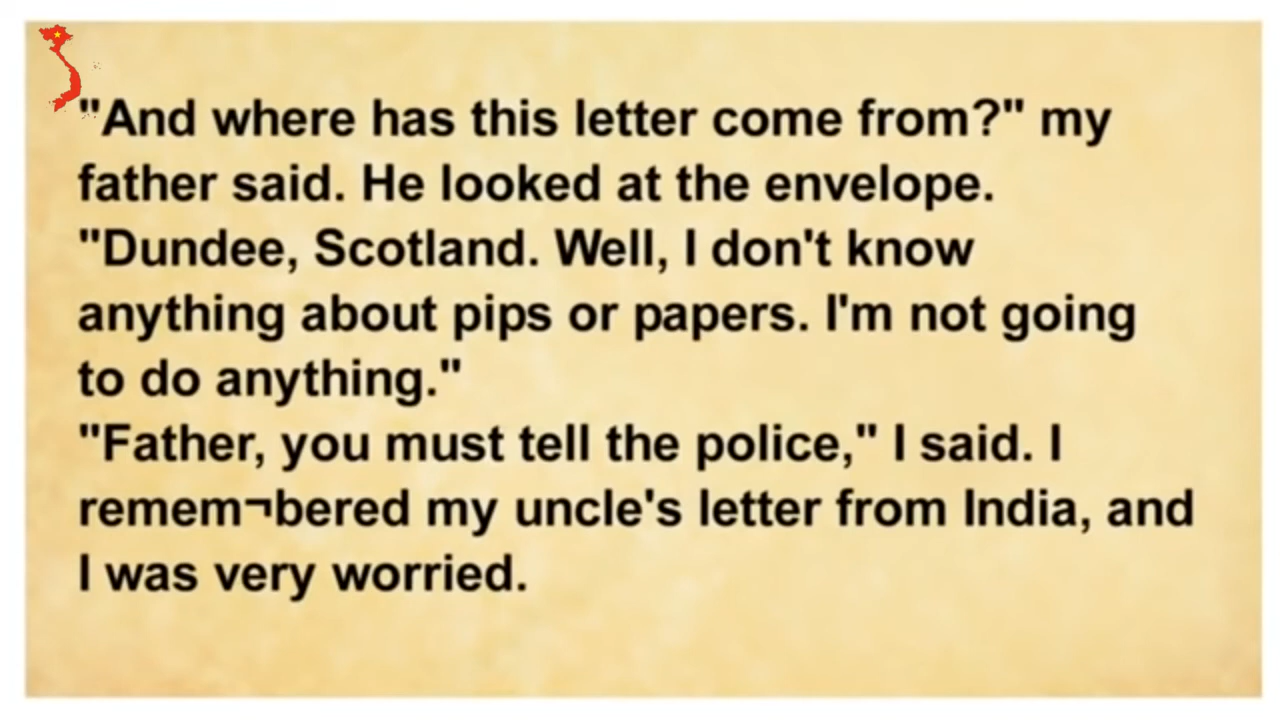 "And where has this letter come from?" my
father said. He looked at the envelope.
"Dundee, Scotland. Well, I don't know
anything about pips or papers. I'm not going
to do anything."
"Father, you must tell the police," I said. I
remem¬bered my uncle's letter from India, and
I was very worried.